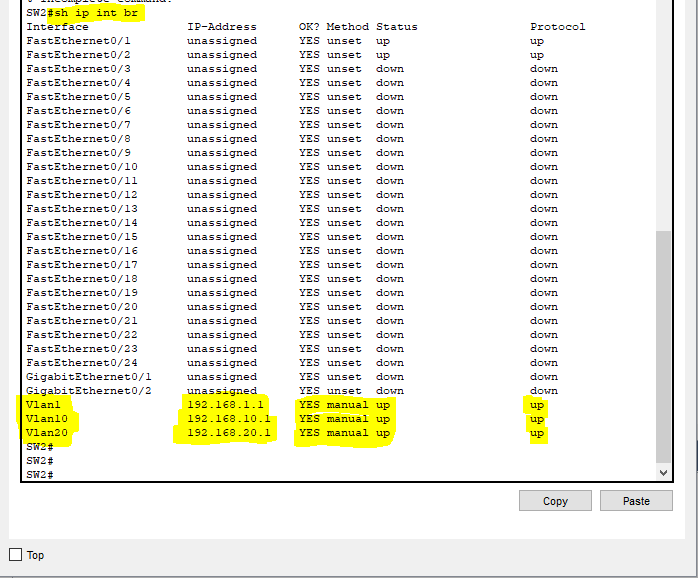 % Incomplete command.
SW2#sh ip int br
Interface IP-Address OK? Method Status Protocol
FastEthernet0/1 unassigned YES unset up up
FastEthernet0/2 unassigned YES unset up up
FastEthernet0/3 unassigned YES unset down down
FastEthernet0/4 unassigned YES unset down down
FastEthernet0/5 unassigned YES unset down down
FastEthernet0/6 unassigned YES unset down down
FastEthernet0/7 unassigned YES unset down down
FastEthernet0/8 unassigned YES unset down down
FastEthernet0/9 unassigned YES unset down down
FastEthernet0/10 unassigned YES unset down down
FastEthernet0/11 unassigned YES unset down down
FastEthernet0/12 unassigned YES unset down down
FastEthernet0/13 unassigned YES unset down down
FastEthernet0/14 unassigned YES unset down down
FastEthernet0/15 unassigned YES unset down down
FastEthernet0/16 unassigned YES unset down down
FastEthernet0/17 unassigned YES unset down down
FastEthernet0/18 unassigned YES unset down down
FastEthernet0/19 unassigned YES unset down down
FastEthernet0/20 unassigned YES unset down down
FastEthernet0/21 unassigned YES unset down down
FastEthernet0/22 unassigned YES unset down down
FastEthernet0/23 unassigned YES unset down down
FastEthernet0/24 unassigned YES unset down down
GigabitEthernet0/1 unassigned YES unset down down
GigabitEthernet0/2 unassigned YES unset down down
Vlan1 192.168.1.1 YES manual up up
Vlan10 192.168.10.1 YES manual up up
Vlan20 192.168.20.1 YES manual up up
SW2#
SW2#
SW2#
Copy Paste
Top